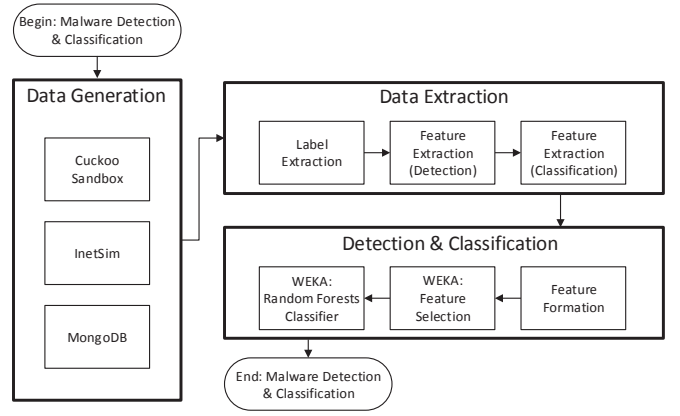 Begin: Malware Detection
& Classification
Data Generation
Cuckoo
Sandbox
InetSim
MongoDB
Data Extraction
Label
Extraction
Feature
Extraction
(Detection)
Feature
Extraction
(Classification)
Detection & Classification
WEKA:
Random Forests
Classifier
WEKA:
Feature
Selection
Feature
Formation
End: Malware Detection
& Classification